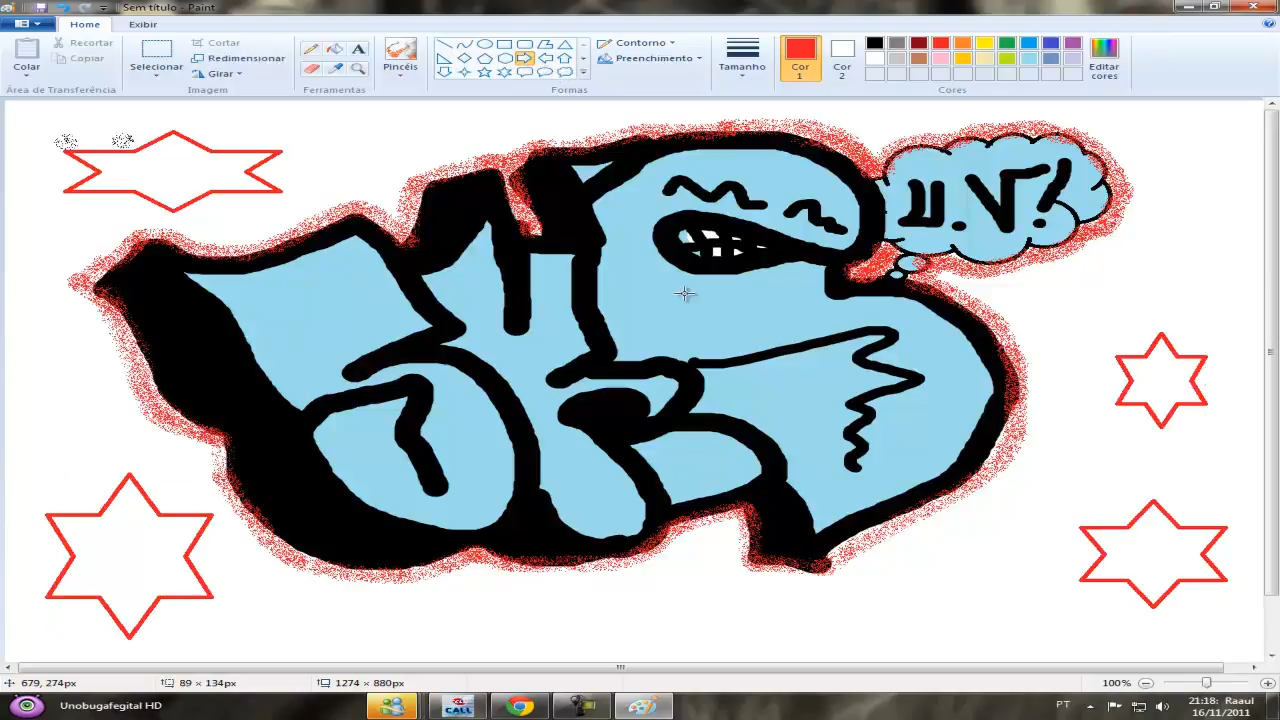 Sem título - Paint
Home Exibir
Colar
Recortar
Copiar
Área de Transferência
Selecionar
Cortar
Redimensionar
Girar
Imagem
A
Ferramentas
Pincéis
Contorno
Preenchimento
Formas
Tamanho
Cor 1
Cor 2
Editar cores
Cores
U.V!
679, 274px
89 × 134px
1274 × 880px
100%
Unobugafegital HD
CALL
PT
21:18: Raaul
16/11/2011